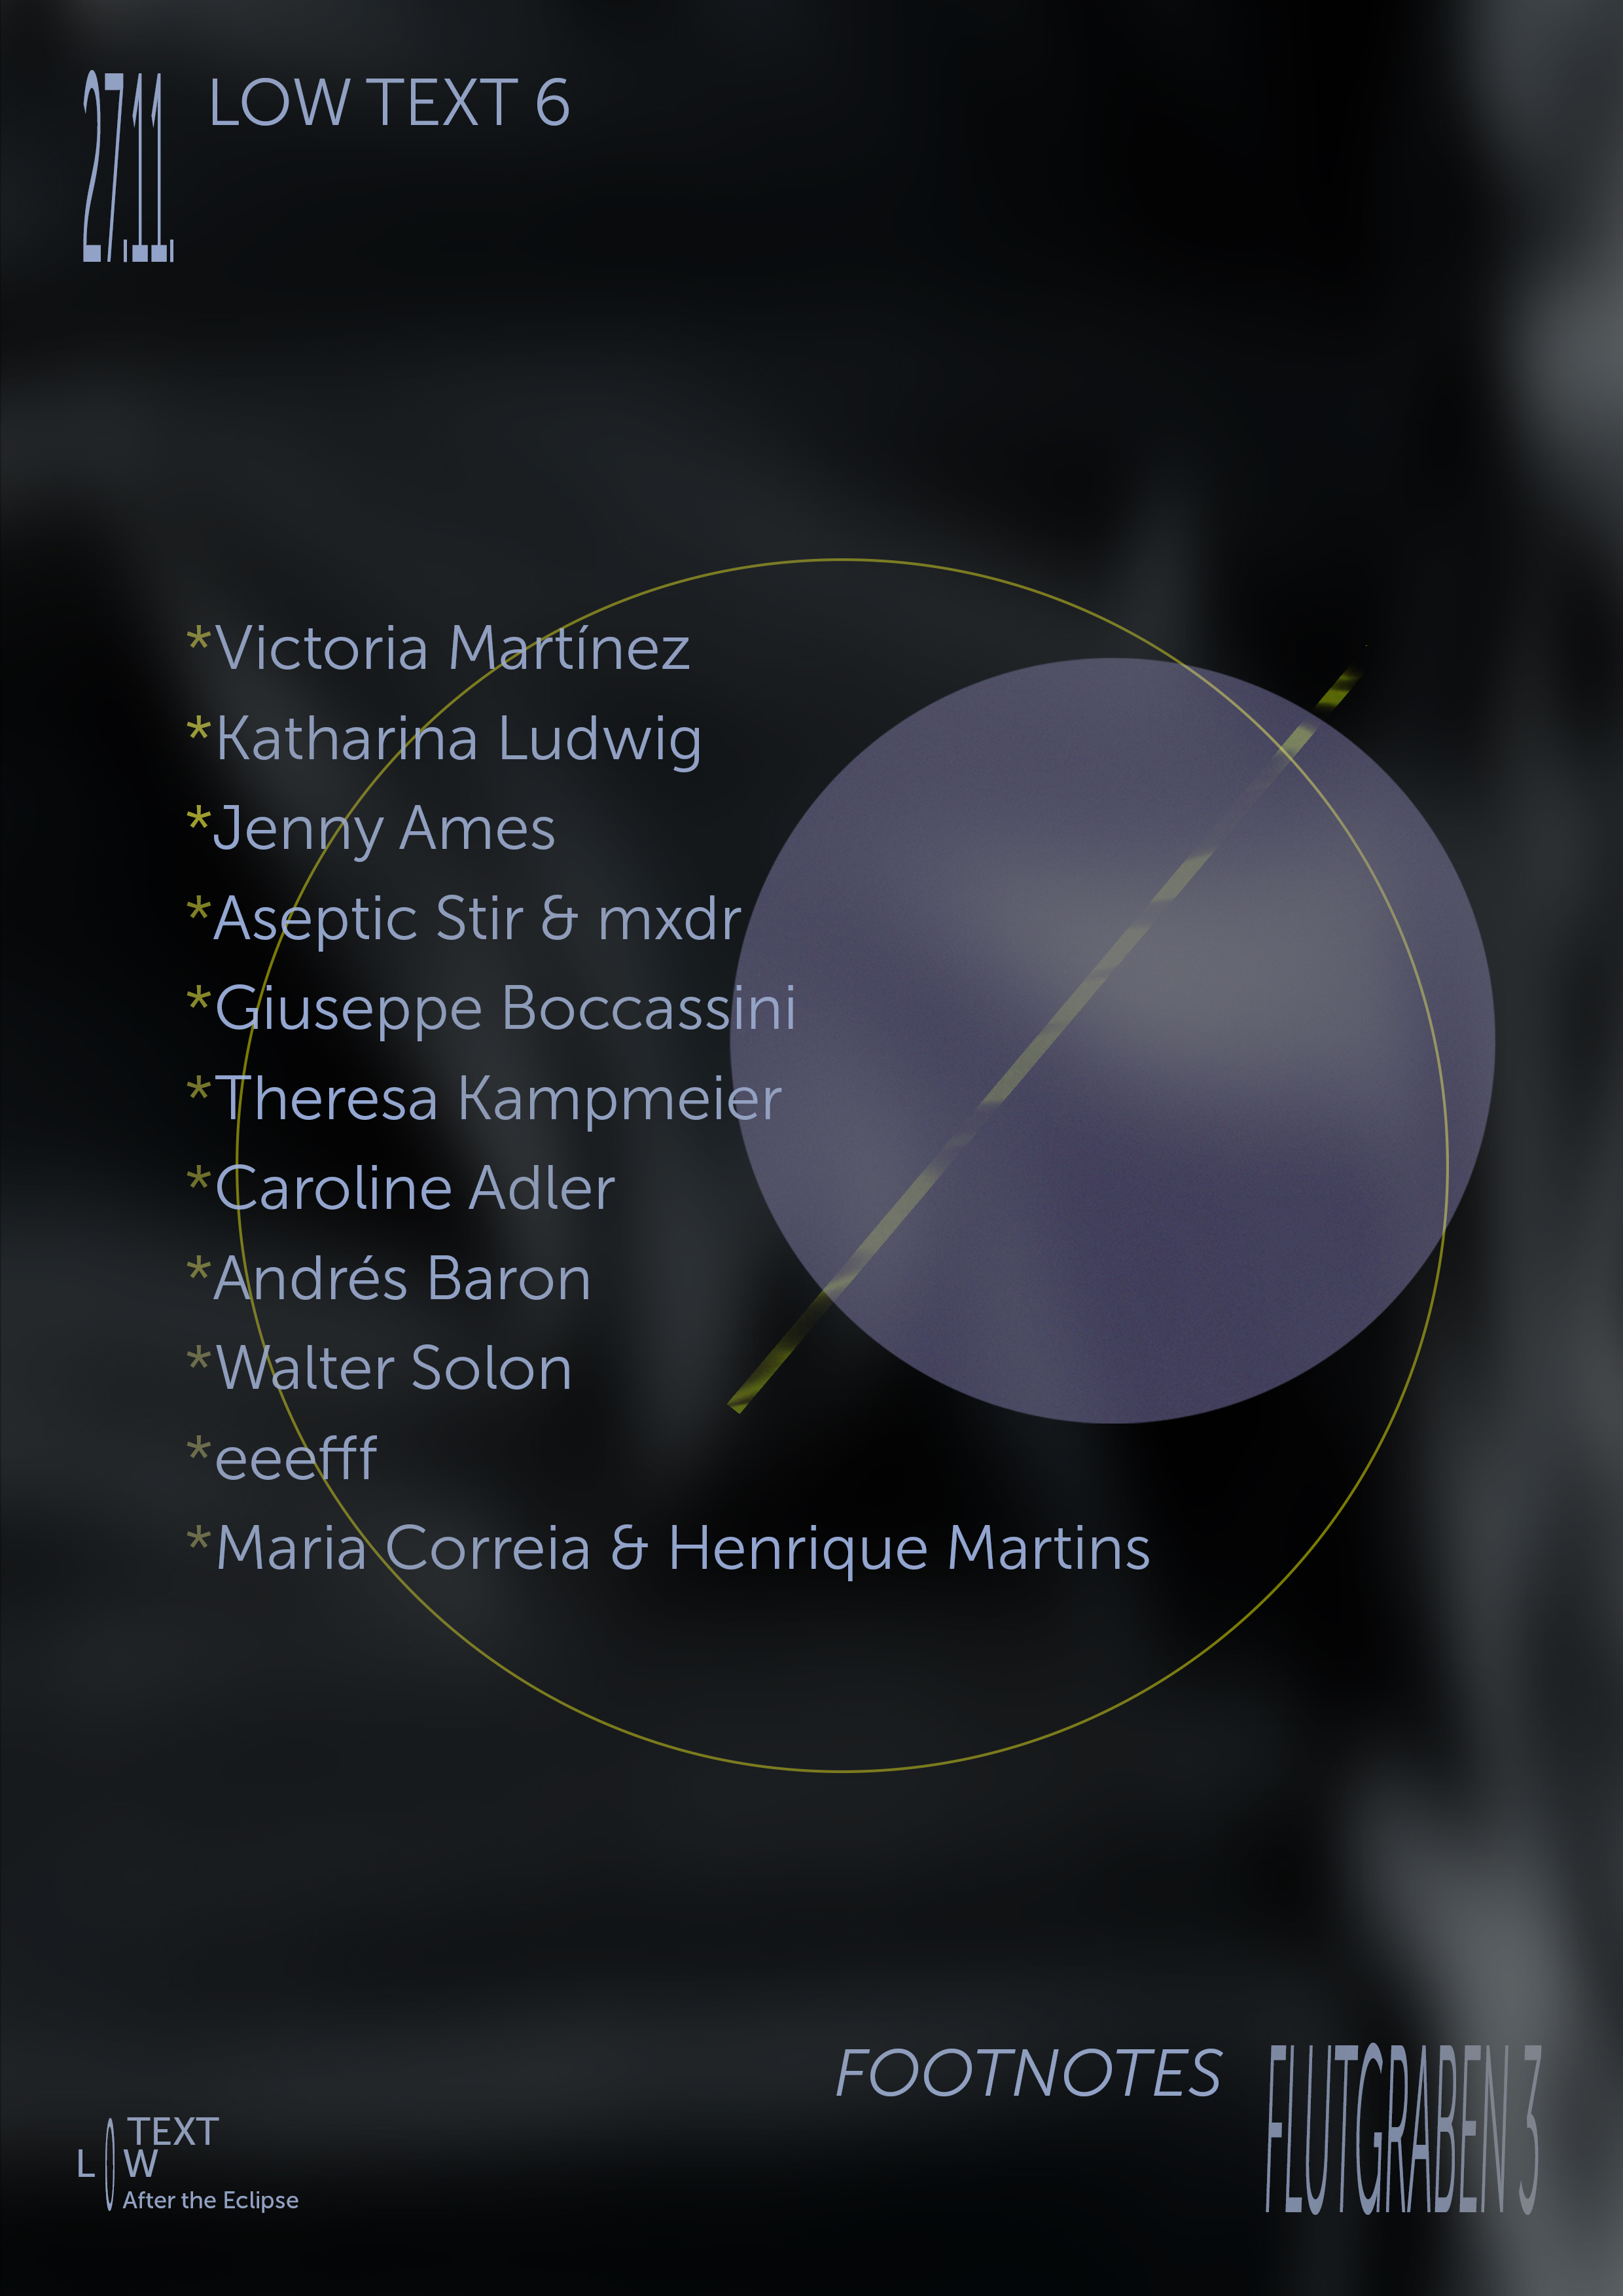 27.11.
LOW TEXT 6
*Victoria Martínez
*Katharina Ludwig
*Jenny Ames
*Aseptic Stir & mxdr
*Giuseppe Boccassini
*Theresa Kampmeier
*Caroline Adler
*Andrés Baron
*Walter Solon
*eeefff
*Maria Correia & Henrique Martins
FOOTNOTES
FLUTGRABEN 3
TEXT
LOW
After the Eclipse